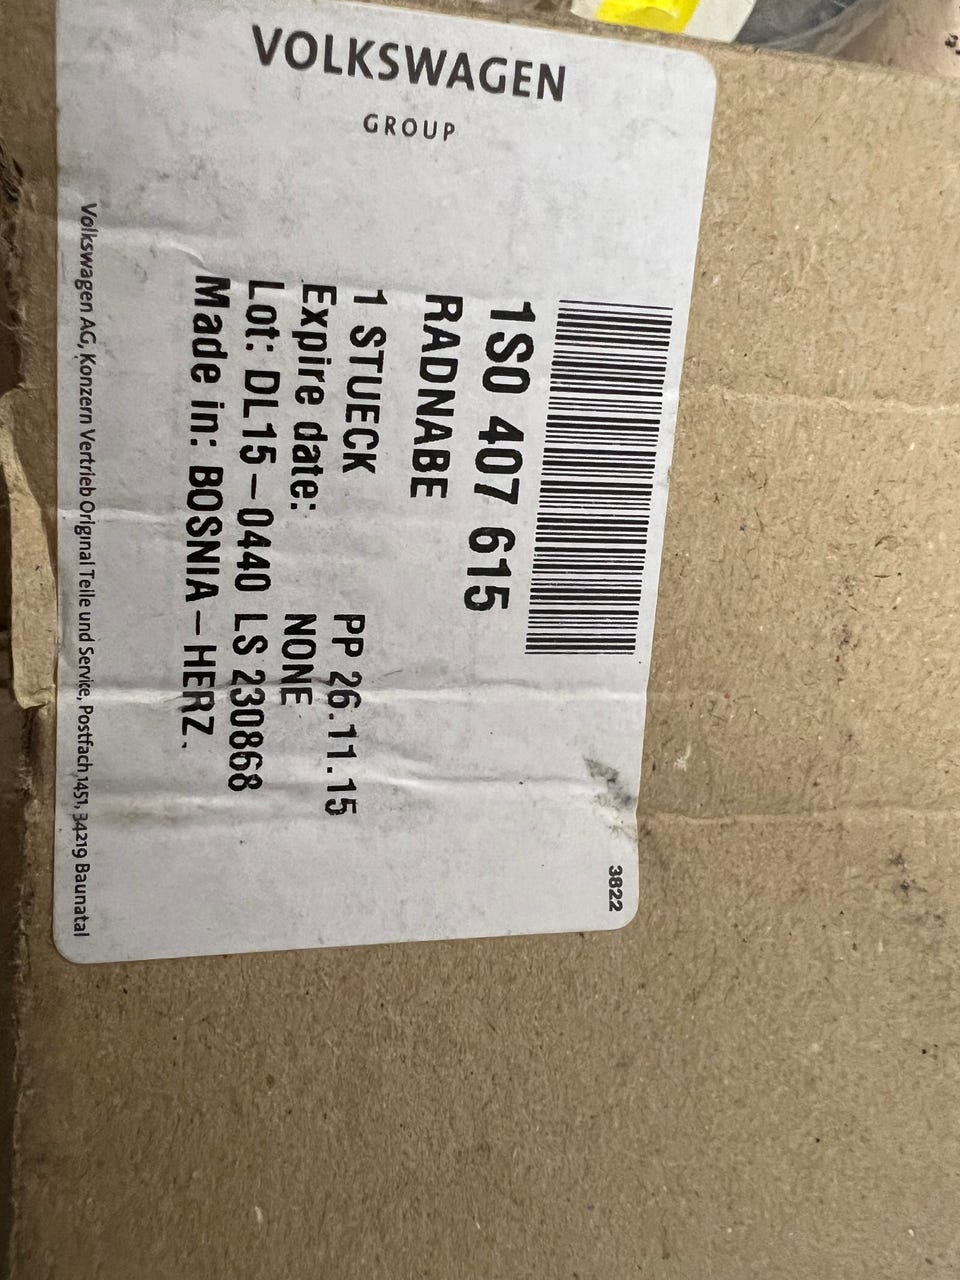 VOLKSWAGEN
GROUP
3822
1S0 407 615
RADNABE
1 STUECK PP 26.11.15
Expire date: NONE
Lot: DL15-0440 LS 230868
Made in: BOSNIA-HERZ.
Volkswagen AG, Konzern Vertrieb Original Teile und Service, Postfach 1451, 34219 Baunatal